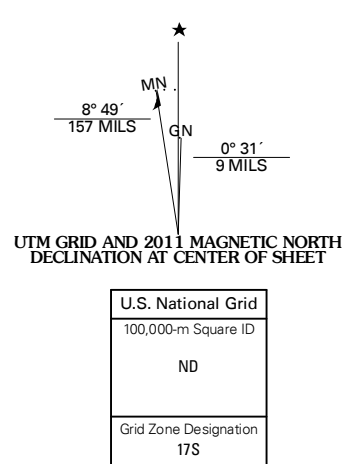 ★
MN
8° 49´
157 MILS
GN
0° 31´
9 MILS
UTM GRID AND 2011 MAGNETIC NORTH
DECLINATION AT CENTER OF SHEET
U.S. National Grid
100,000-m Square ID
ND
Grid Zone Designation
17S